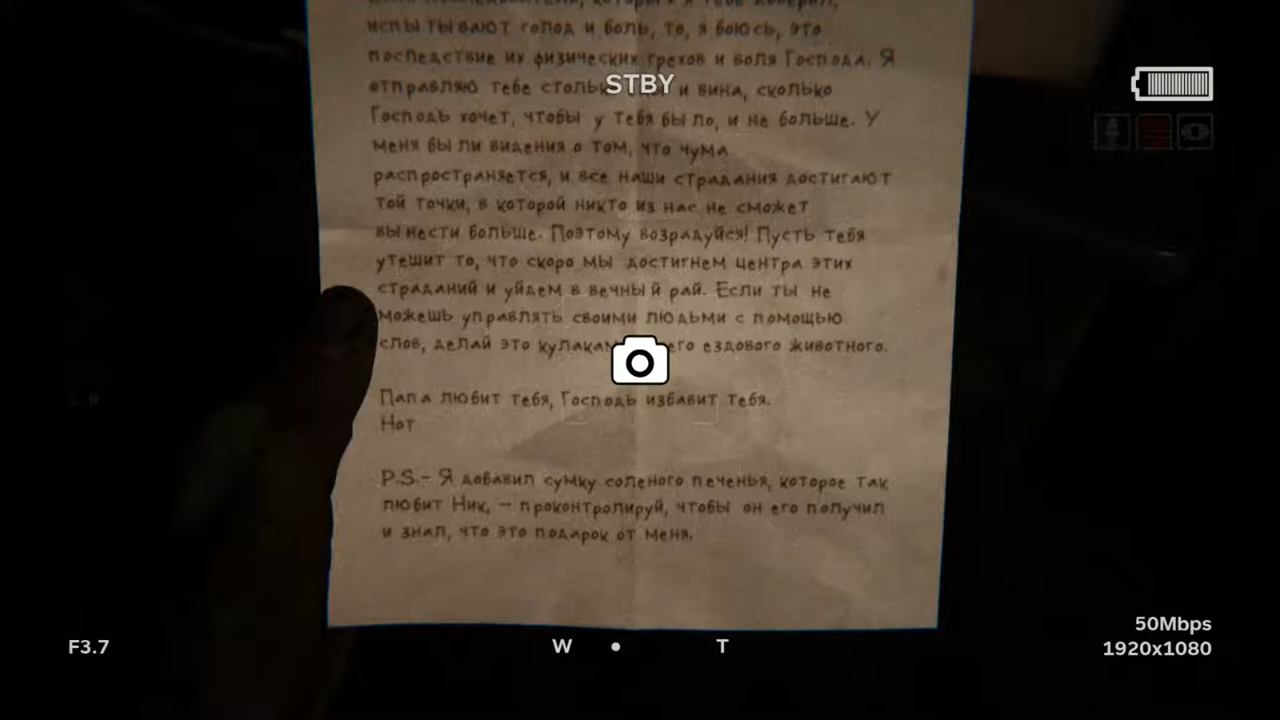 испытывают голод и боль, то, я боюсь, это
последствие их физических грехов и воля Господа. Я
STBY
отправляю тебе и вина, сколько
Господь хочет, чтобы у тебя было, и не больше. У
меня были видения о том, что чума
распространяется, и все наши страдания достигают
той точки, в которой никто из нас не сможет
вынести больше. Поэтому возрадуйся! Пусть тебя
утешит то, что скоро мы достигнем центра этих
страданий и уйдем в вечный рай. Если ты не
можешь управлять своими людьми с помощью
слов, делай это ездового животного.
Папа любит тебя, Господь избавит тебя.
Нот
P.S.- Я добавил сумку соленого печенья, которое так
любит Ник, - проконтролируй, чтобы он его получил
и знал, что это подарок от меня.
F3.7
W
T
50Mbps
1920x1080